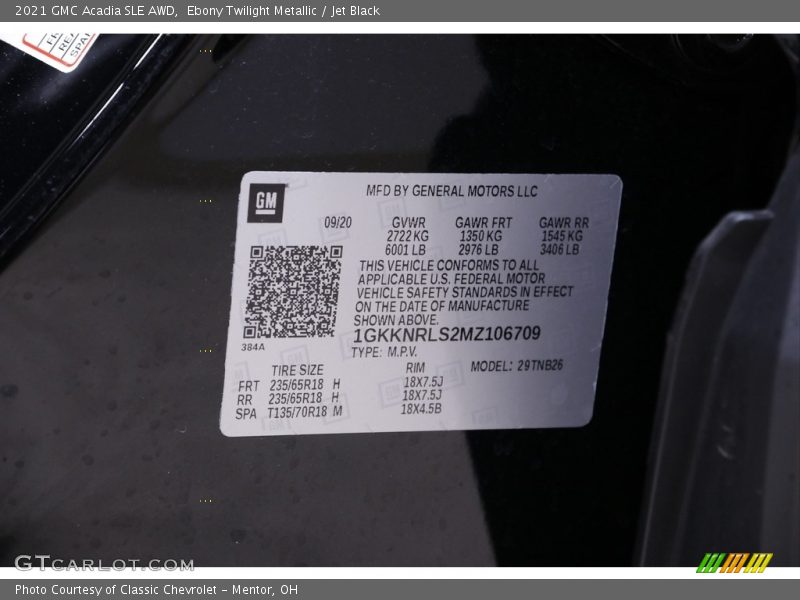 2021 GMC Acadia SLE AWD, Ebony Twilight Metallic / Jet Black
SPA
GM
MFD BY GENERAL MOTORS LLC
09/20 GVWR GAWR FRT GAWR RR
2722 KG 1350 KG 1545 KG
6001 LB 2976 LB 3406 LB
THIS VEHICLE CONFORMS TO ALL
APPLICABLE U.S. FEDERAL MOTOR
VEHICLE SAFETY STANDARDS IN EFFECT
ON THE DATE OF MANUFACTURE
SHOWN ABOVE.
1GKKNRLS2MZ106709
384A
TYPE: M.P.V. MODEL: 29TNB26
TIRE SIZE RIM
FRT 235/65R18 H 18X7.5J
RR 235/65R18 H 18X7.5J
SPA T135/70R18 M 18X4.5B
GTcarlot.com
Photo Courtesy of Classic Chevrolet – Mentor, OH